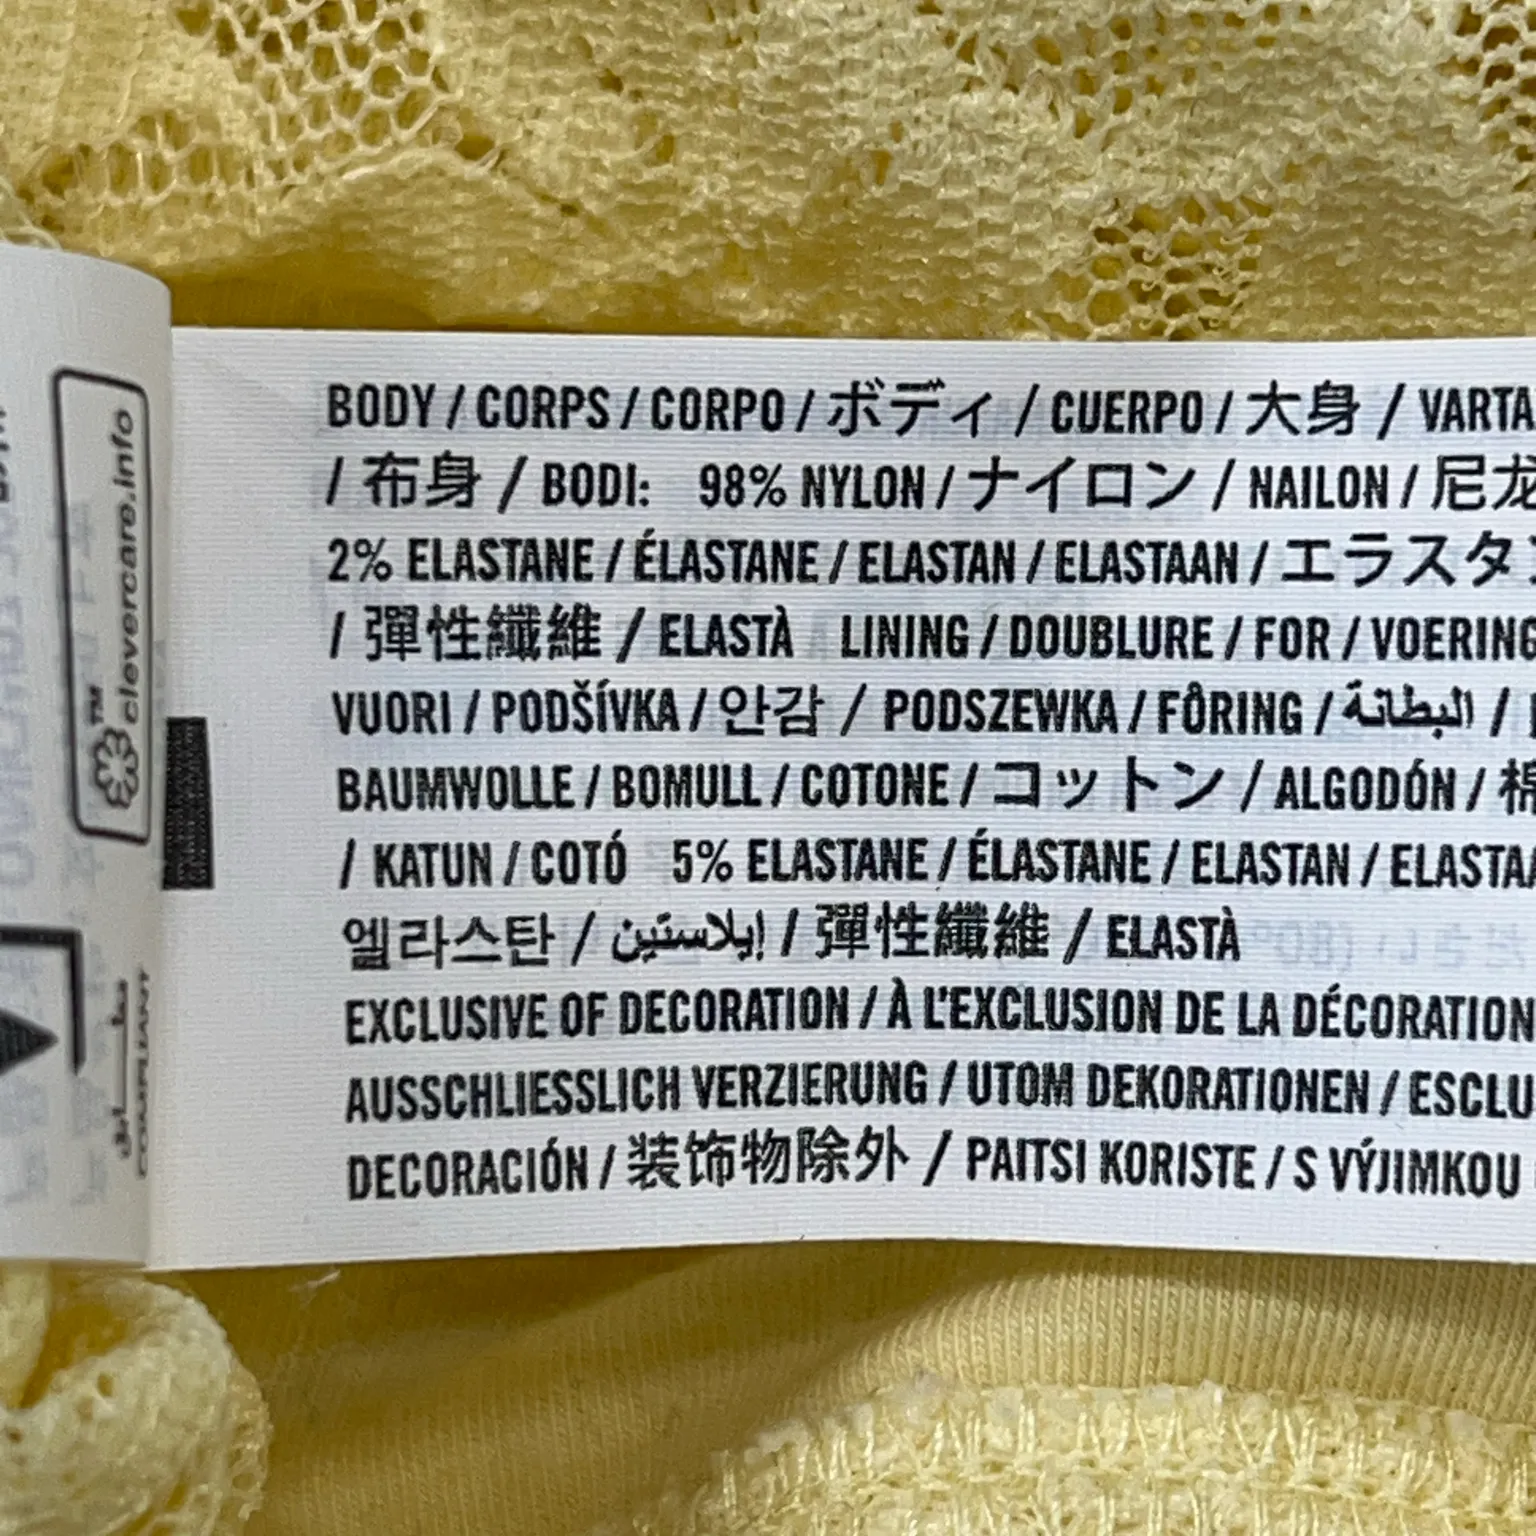 BODY / CORPS / CORPO / ボディ / CUERPO / 大身 / VARTA
/ 布身 / BODI: 98% NYLON / ナイロン / NAILON / 尼龙
2% ELASTANE / ÉLASTANE / ELASTAN / ELASTAAN / エラスタン
/ 彈性纖維 / ELASTÀ LINING / DOUBLURE / FOR / VOERING
VUORI / PODŠÍVKA / 안감 / PODSZEWKA / FÔRING / البطانة /
BAUMWOLLE / BOMULL / COTONE / コットン / ALGODÓN / 棉
/ KATUN / COTÓ 5% ELASTANE / ÉLASTANE / ELASTAN / ELASTAA
엘라스탄 / إيلاستين / 彈性纖維 / ELASTÀ
EXCLUSIVE OF DECORATION / À L'EXCLUSION DE LA DÉCORATION
AUSSCHLIESSLICH VERZIERUNG / UTOM DEKORATIONEN / ESCLU
DECORACIÓN / 装饰物除外 / PAITSI KORISTE / S VÝJIMKOU
clevercare.info
TM
COMPLIANT